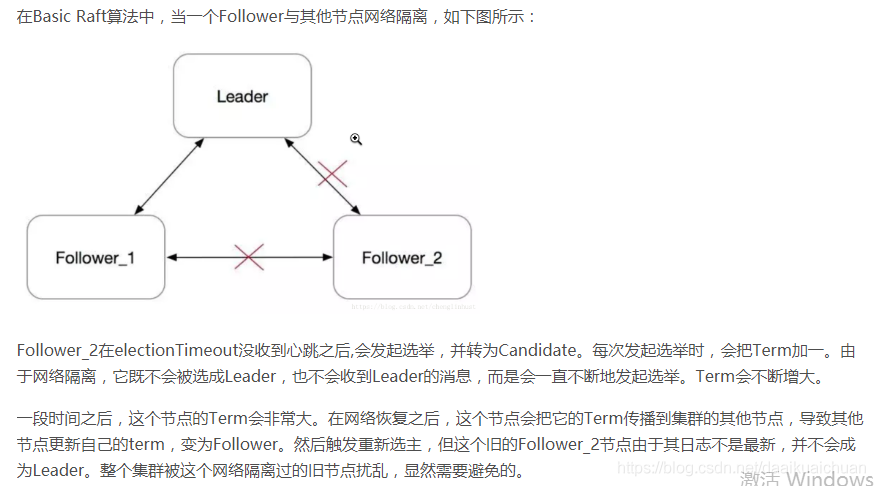 在Basic Raft算法中，当一个Follower与其他节点网络隔离，如下图所示：
Leader
Follower_1
Follower_2
Follower_2在electionTimeout没收到心跳之后,会发起选举，并转为Candidate。每次发起选举时，会把Term加一。由
于网络隔离，它既不会被选成Leader，也不会收到Leader的消息，而是会一直不断地发起选举。Term会不断增大。
一段时间之后，这个节点的Term会非常大。在网络恢复之后，这个节点会把它的Term传播到集群的其他节点，导致其他
节点更新自己的term，变为Follower。然后触发重新选主，但这个旧的Follower_2节点由于其日志不是最新，并不会成
为Leader。整个集群被这个网络隔离过的旧节点扰乱，显然需要避免的。
https://blog.csdn.net/daaikuaichuan
激活 Windows